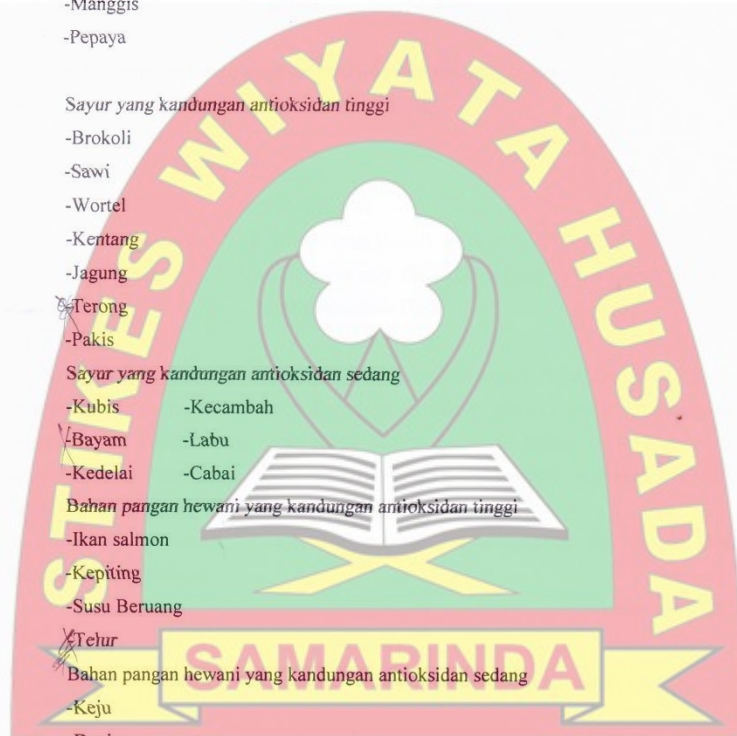 -Manggis
-Pepaya
Sayur yang kandungan antioksidan tinggi
-Brokoli
-Sawi
-Wortel
-Kentang
-Jagung
-Terong
-Pakis
Sayur yang kandungan antioksidan sedang
-Kubis -Kecambah
-Bayam -Labu
-Kedelai -Cabai
Bahan pangan hewani yang kandungan antioksidan tinggi
-Ikan salmon
-Kepiting
-Susu Beruang
-Telur
Bahan pangan hewani yang kandungan antioksidan sedang
-Keju
STIKES WIYATA HUSADA
SAMARINDA